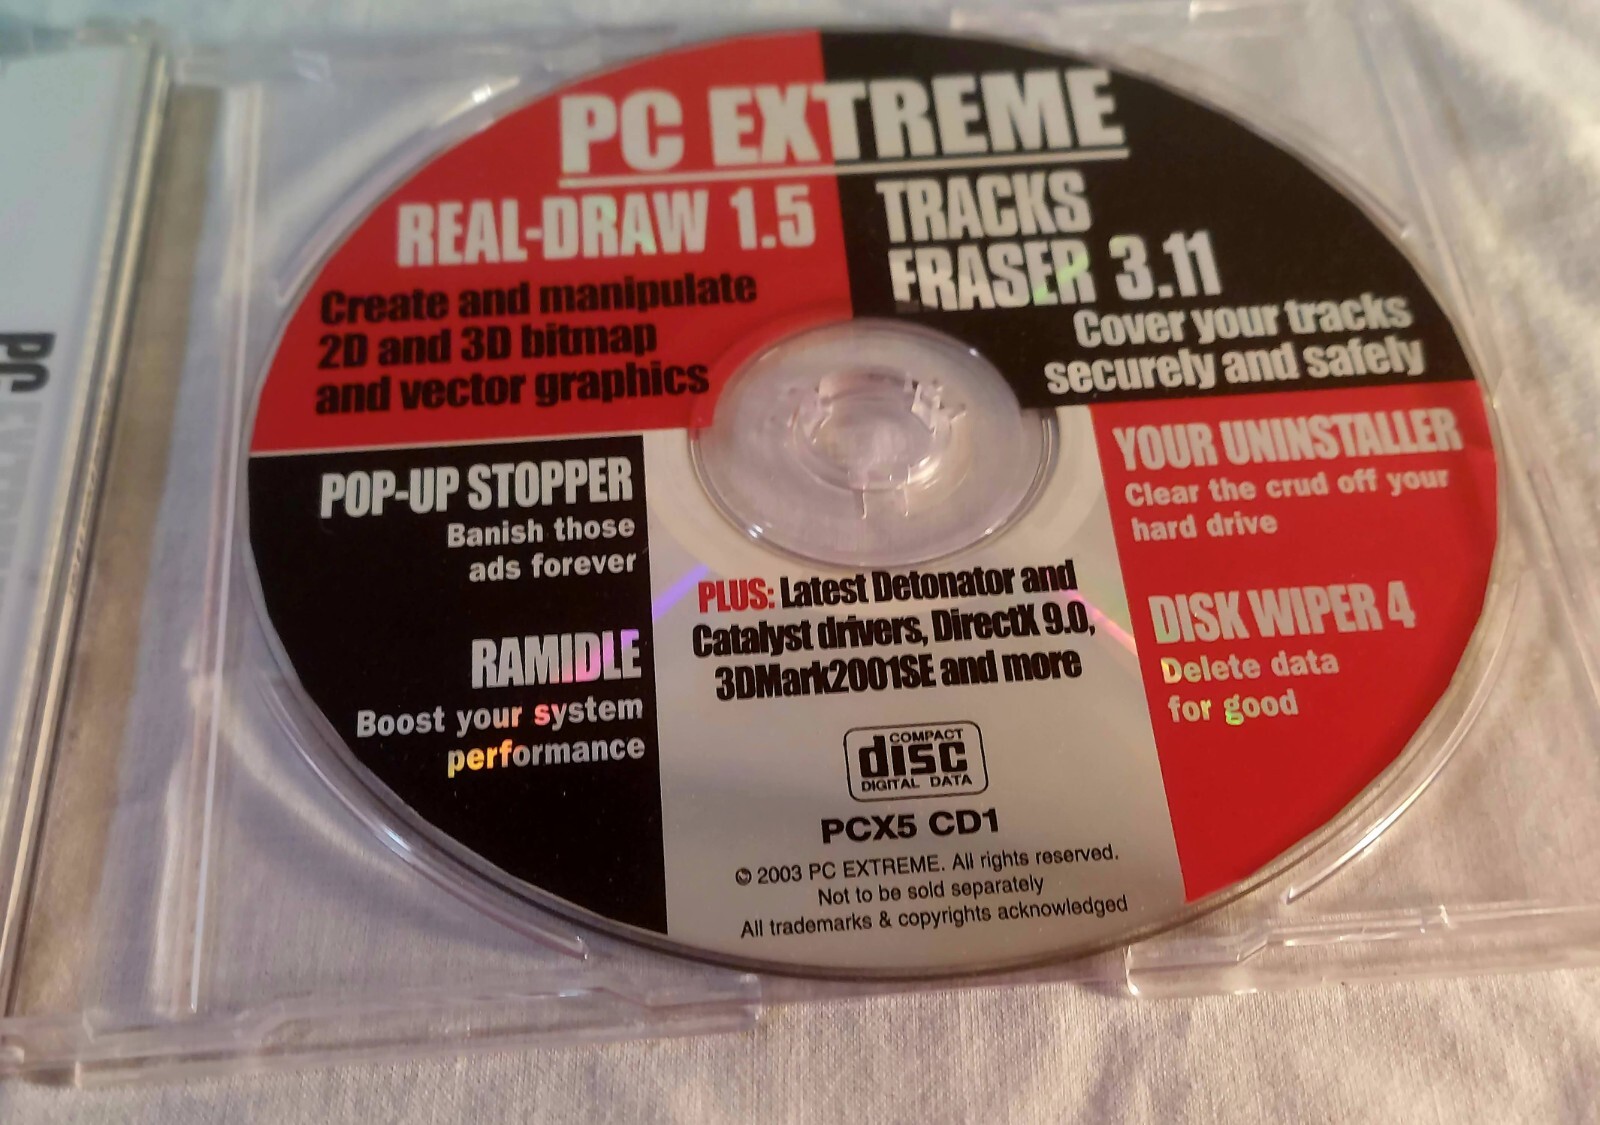 PC EXTREME
REAL-DRAW 1.5
Create and manipulate
2D and 3D bitmap
and vector graphics
TRACKS
ERASER 3.11
Cover your tracks
securely and safely
POP-UP STOPPER
Banish those
ads forever
RAMIDLE
Boost your system
performance
YOUR UNINSTALLER
Clear the crud off your
hard drive
DISK WIPER 4
Delete data
for good
PLUS: Latest Detonator and
Catalyst drivers, DirectX 9.0,
3DMark2001SE and more
COMPACT
disc
DIGITAL DATA
PCX5 CD1
© 2003 PC EXTREME. All rights reserved.
Not to be sold separately
All trademarks & copyrights acknowledged
PC